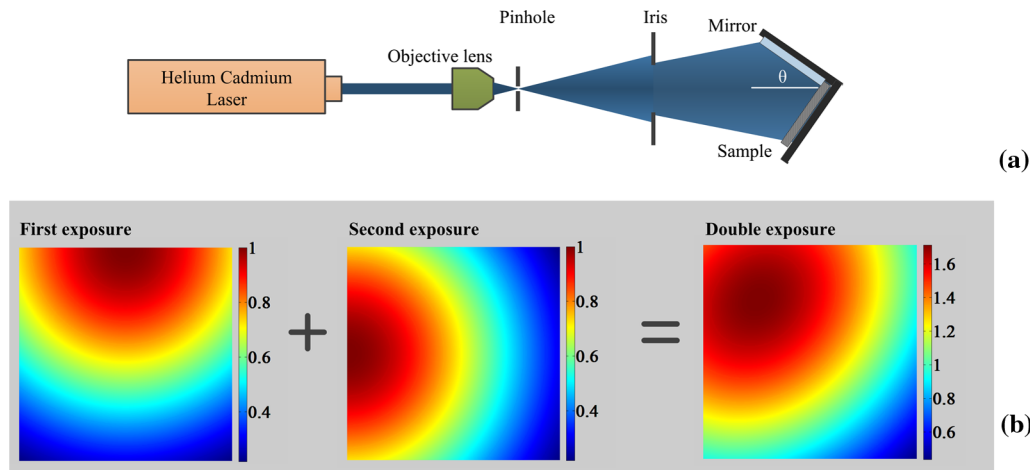 Pinhole
Iris
Mirror
Objective lens
Helium Cadmium
Laser
θ
Sample
(a)
First exposure
1
0.8
0.6
0.4
+
Second exposure
1
0.8
0.6
0.4
=
Double exposure
1.6
1.4
1.2
1
0.8
0.6
(b)